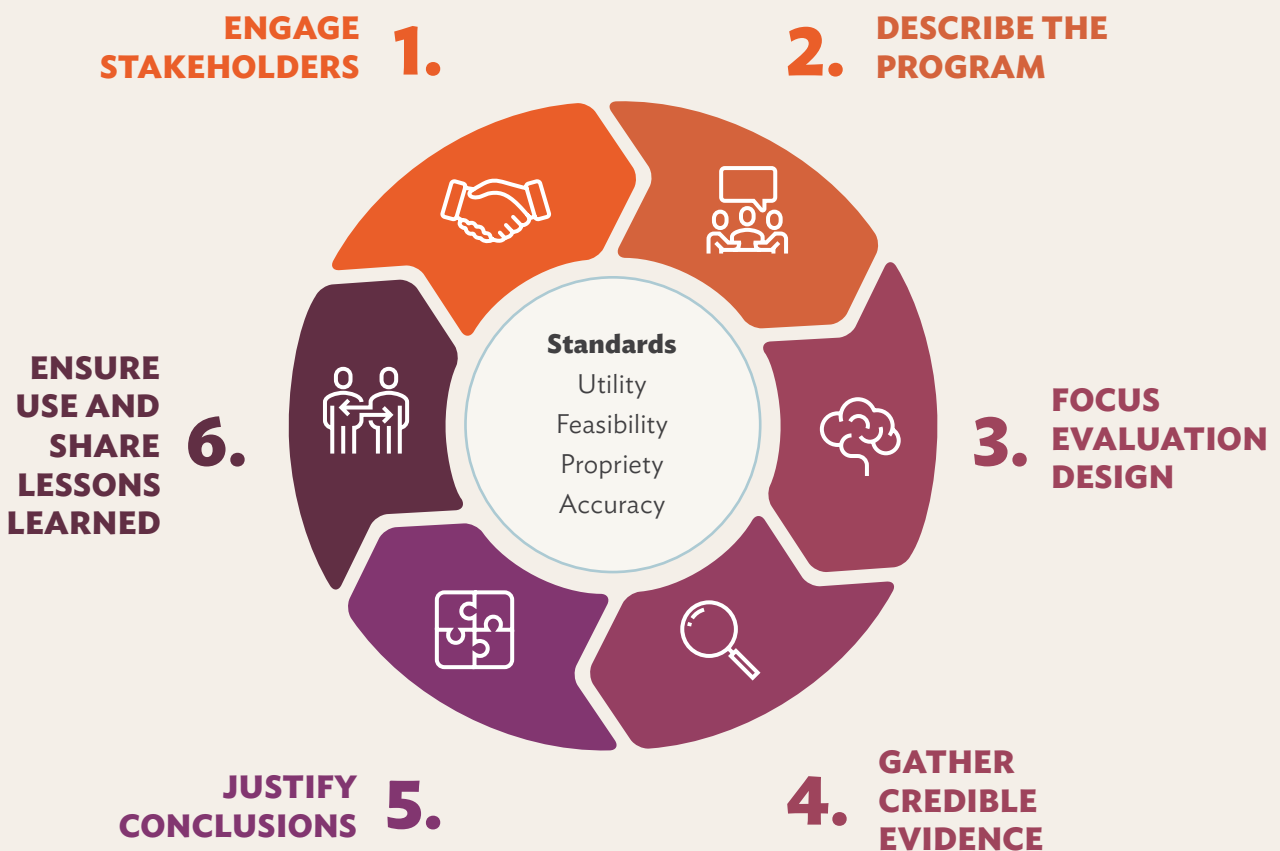 1.
ENGAGE
STAKEHOLDERS
2.
DESCRIBE THE
PROGRAM
3.
FOCUS
EVALUATION
DESIGN
4.
GATHER
CREDIBLE
EVIDENCE
5.
JUSTIFY
CONCLUSIONS
6.
ENSURE
USE AND
SHARE
LESSONS
LEARNED
Standards
Utility
Feasibility
Propriety
Accuracy